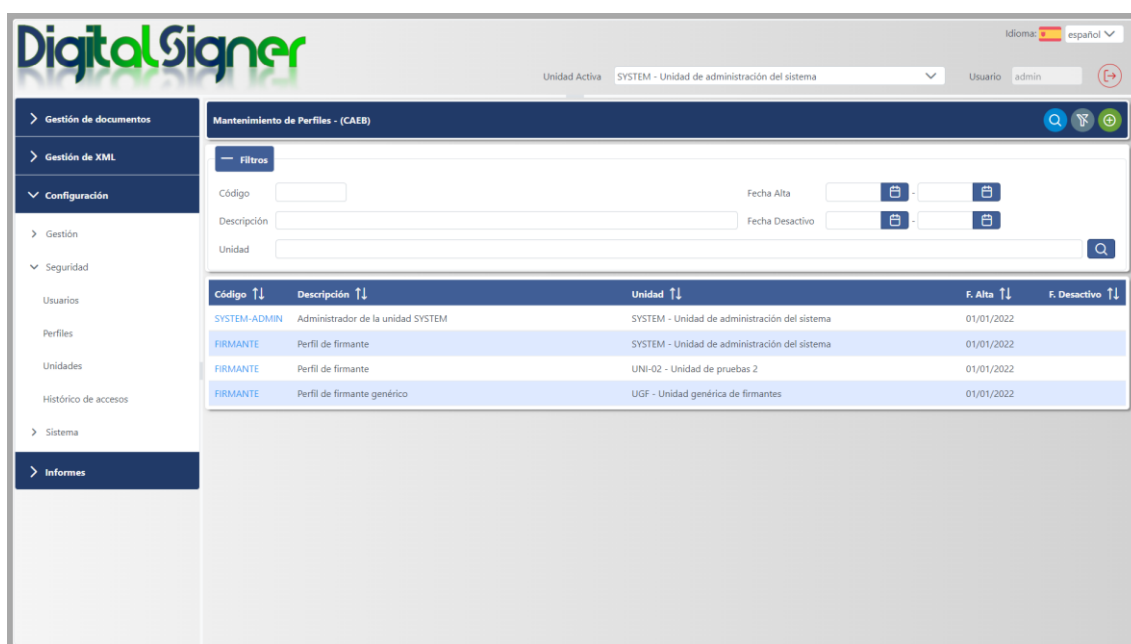 DigitalSigner
Idioma: español
Unidad Activa SYSTEM - Unidad de administración del sistema Usuario admin
Gestión de documentos
Gestión de XML
Configuración
Gestión
Seguridad
Usuarios
Perfiles
Unidades
Histórico de accesos
Sistema
Informes
Mantenimiento de Perfiles - (CAEB)
Filtros
Código Fecha Alta -
Descripción Fecha Desactivo -
Unidad
Código Descripción Unidad F. Alta F. Desactivo
SYSTEM-ADMIN Administrador de la unidad SYSTEM SYSTEM - Unidad de administración del sistema 01/01/2022
FIRMANTE Perfil de firmante SYSTEM - Unidad de administración del sistema 01/01/2022
FIRMANTE Perfil de firmante UNI-02 - Unidad de pruebas 2 01/01/2022
FIRMANTE Perfil de firmante genérico UGF - Unidad genérica de firmantes 01/01/2022